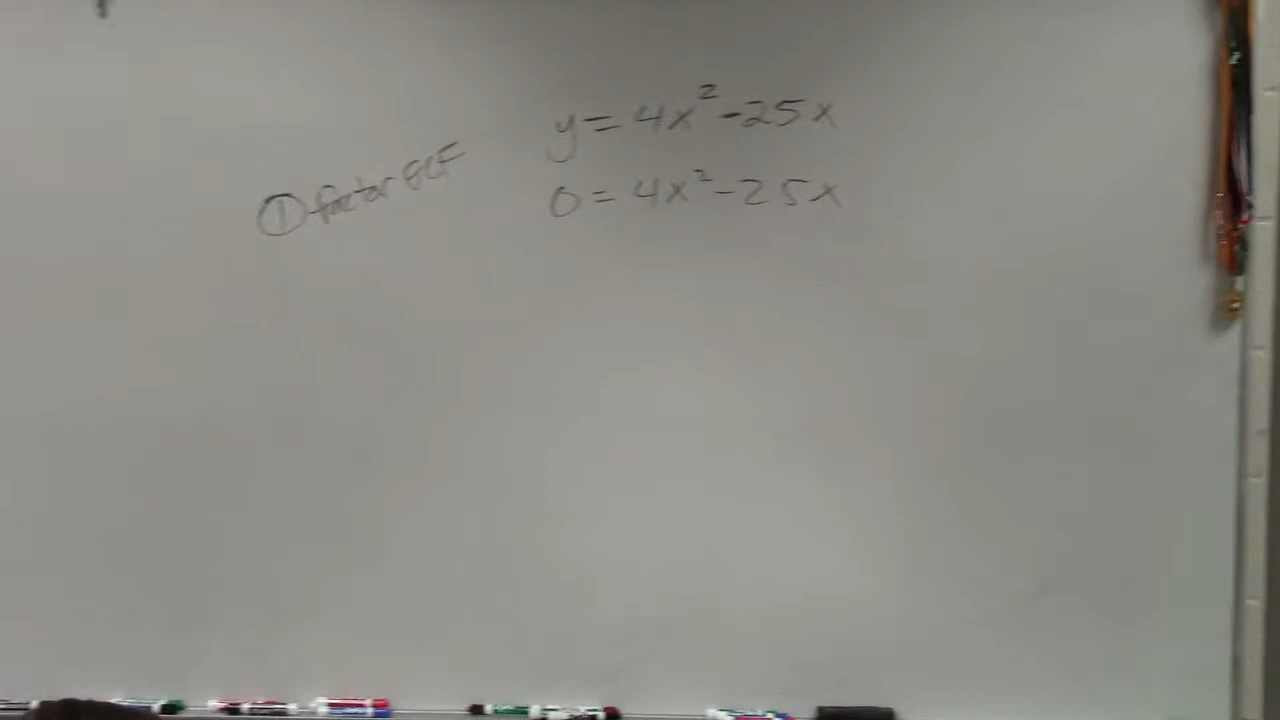 y = 4x² - 25x
① factor GCF
0 = 4x² - 25x